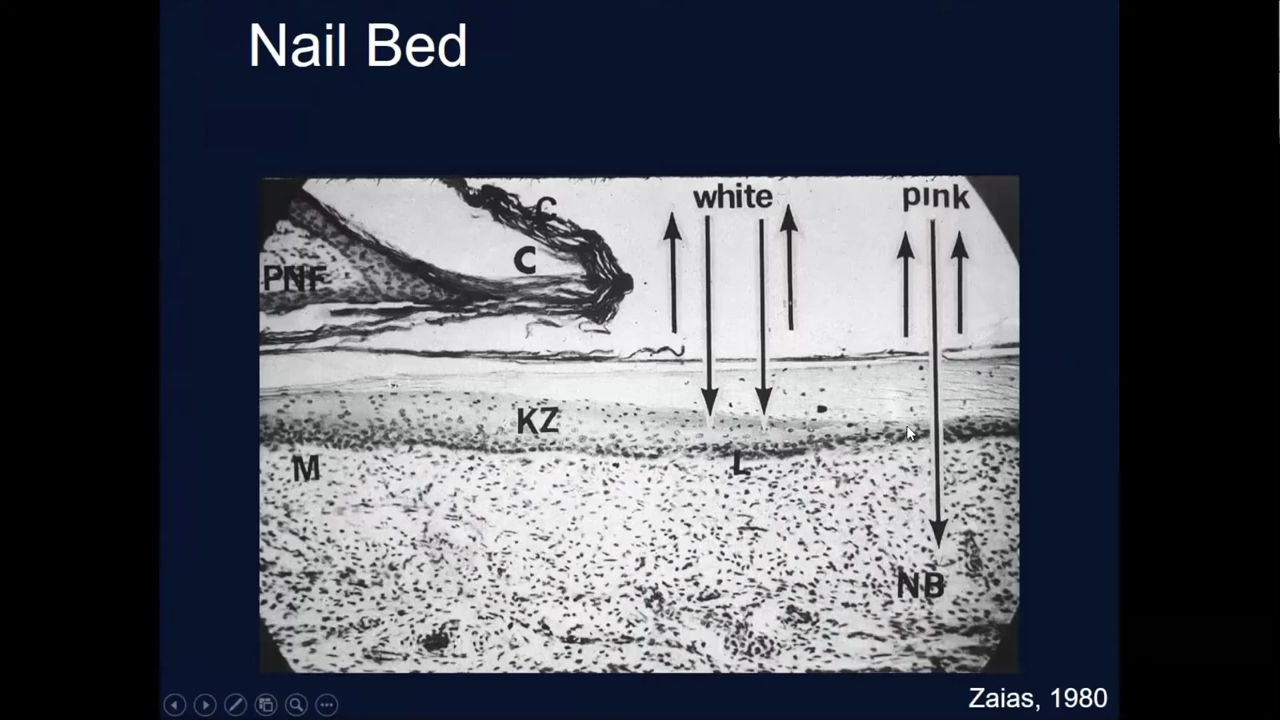 Nail Bed
white
pink
C
C
PNF
KZ
M
L
NB
Zaias, 1980